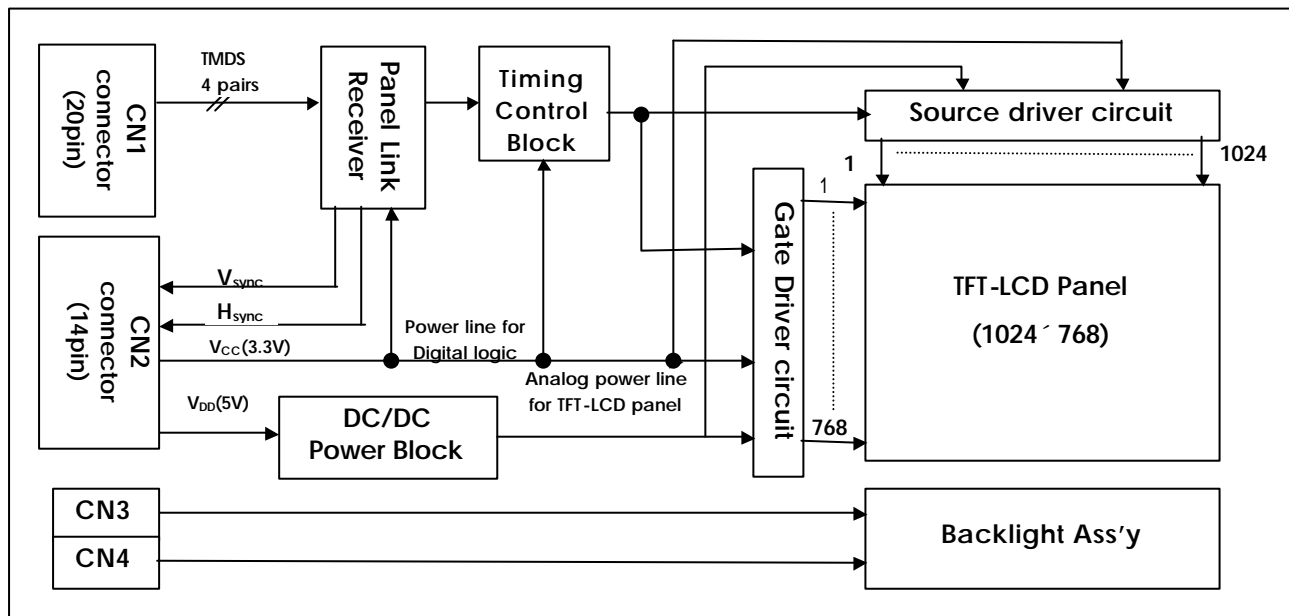 CN1
connector
(20pin)
TMDS
4 pairs
Panel Link
Receiver
Timing
Control
Block
Source driver circuit
1024
1
1
Gate Driver circuit
768
TFT-LCD Panel
(1024 ´ 768)
CN2
connector
(14pin)
Vsync
Hsync
VCC(3.3V)
Power line for
Digital logic
Analog power line
for TFT-LCD panel
VDD(5V)
DC/DC
Power Block
CN3
CN4
Backlight Ass'y